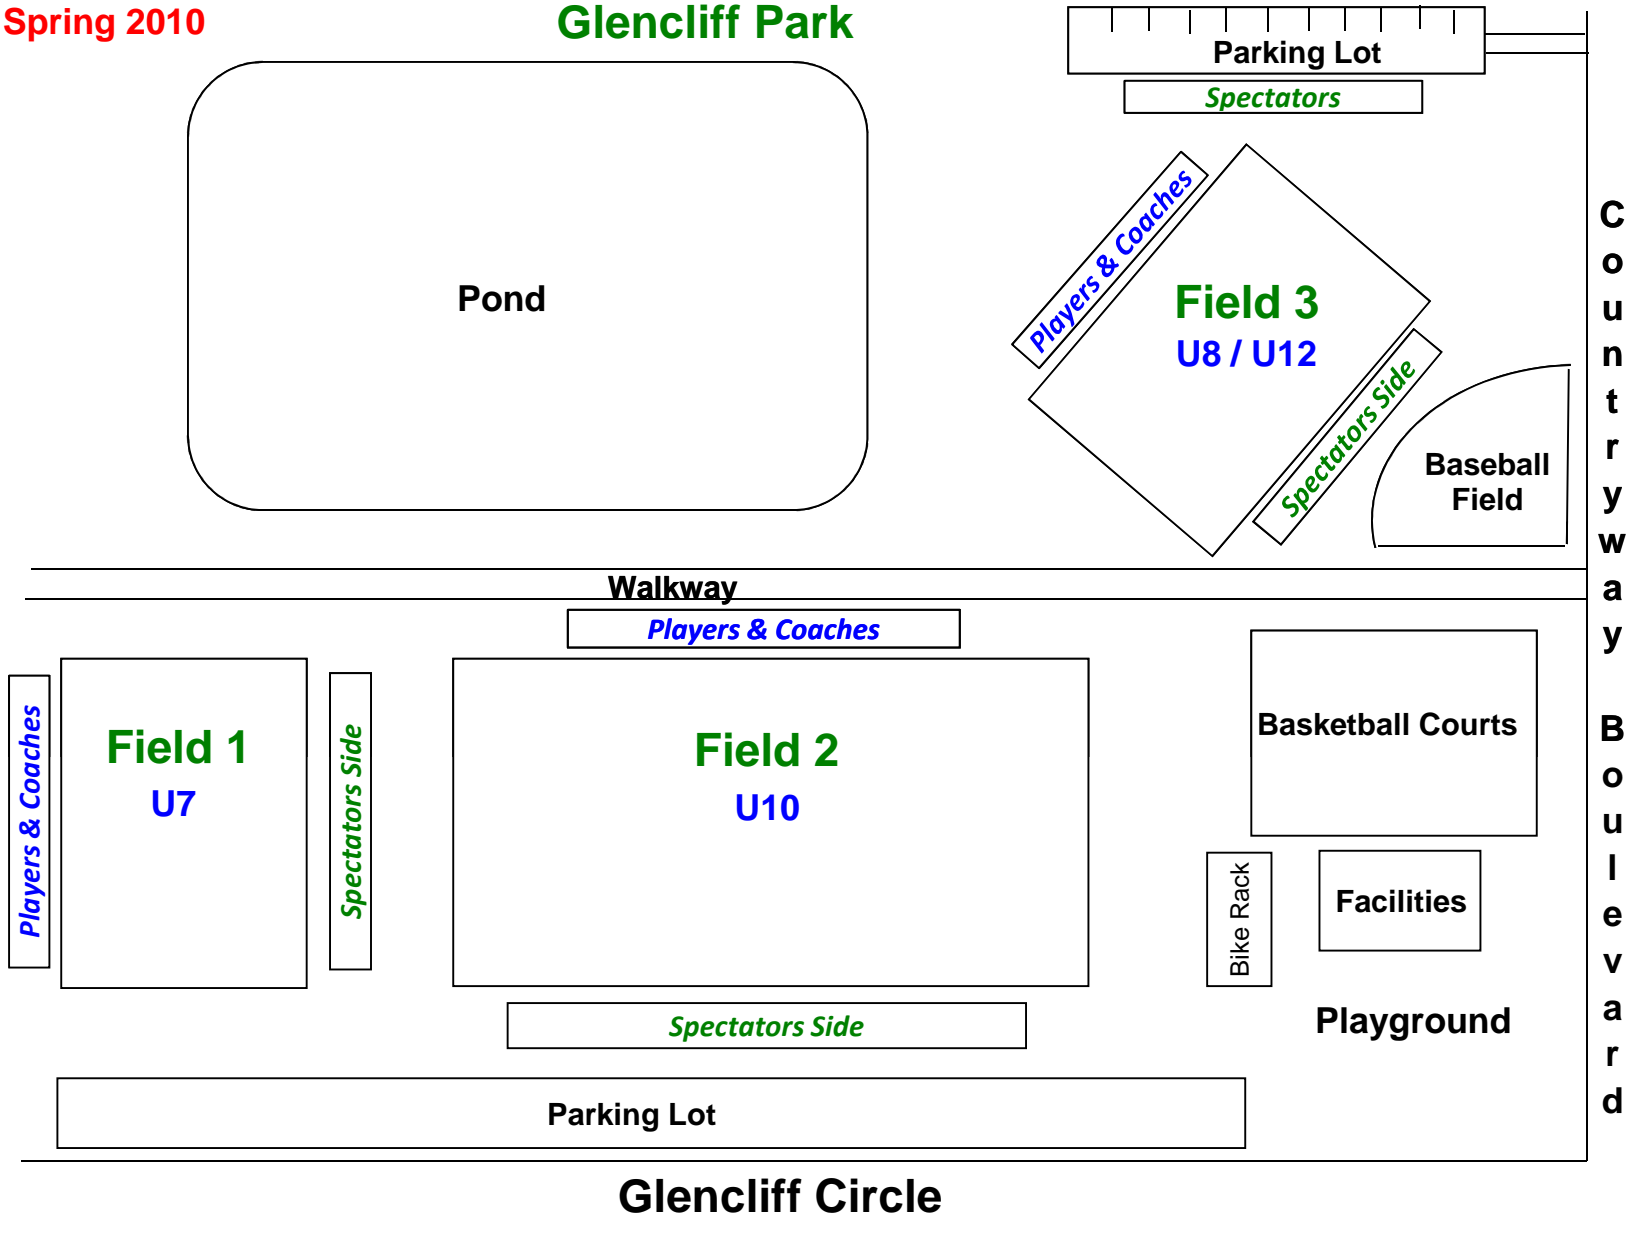 Spring 2010
Glencliff Park
Parking Lot
Spectators
Players & Coaches
Field 3
U8 / U12
Spectators Side
Pond
Baseball
Field
Countryway Boulevard
Walkway
Players & Coaches
Players & Coaches
Field 1
U7
Spectators Side
Field 2
U10
Spectators Side
Basketball Courts
Bike Rack
Facilities
Playground
Parking Lot
Glencliff Circle